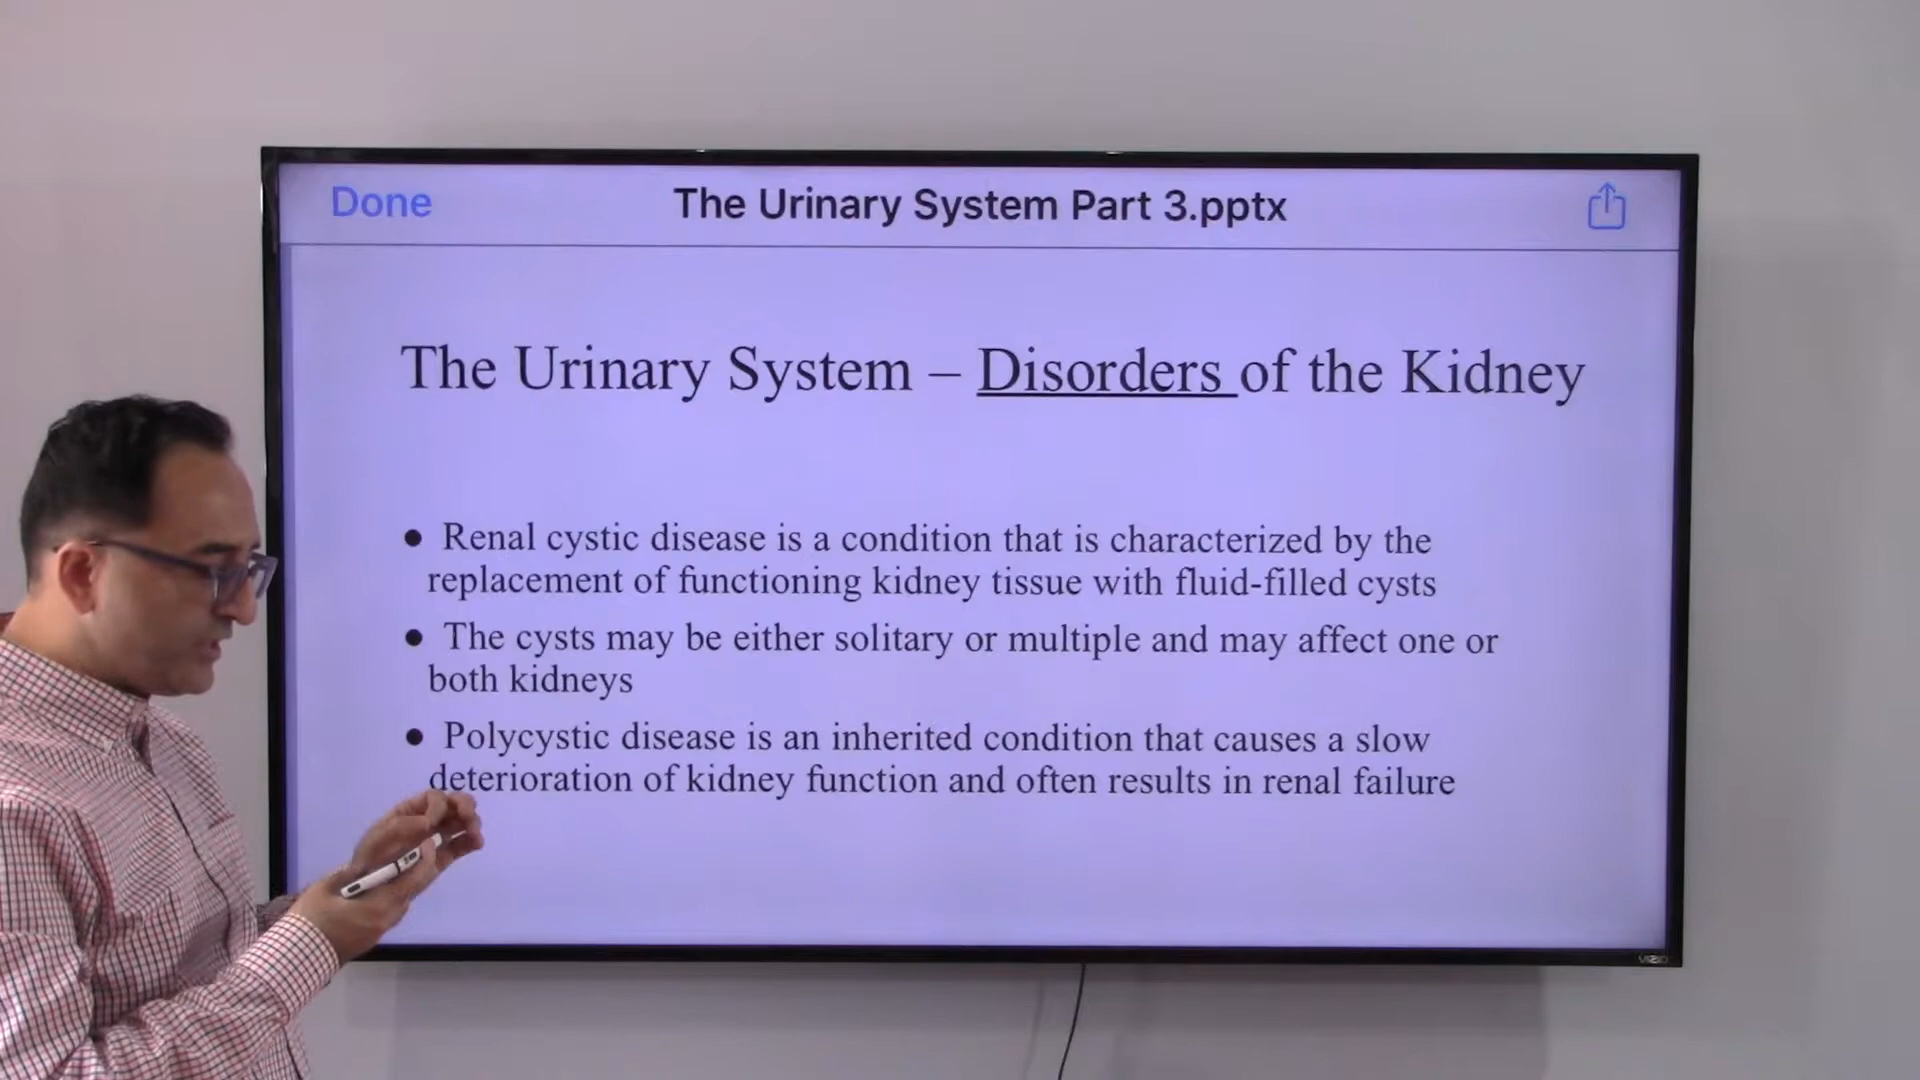 Done
The Urinary System Part 3.pptx
The Urinary System – Disorders of the Kidney
● Renal cystic disease is a condition that is characterized by the
replacement of functioning kidney tissue with fluid-filled cysts
● The cysts may be either solitary or multiple and may affect one or
both kidneys
● Polycystic disease is an inherited condition that causes a slow
deterioration of kidney function and often results in renal failure
VIZIO